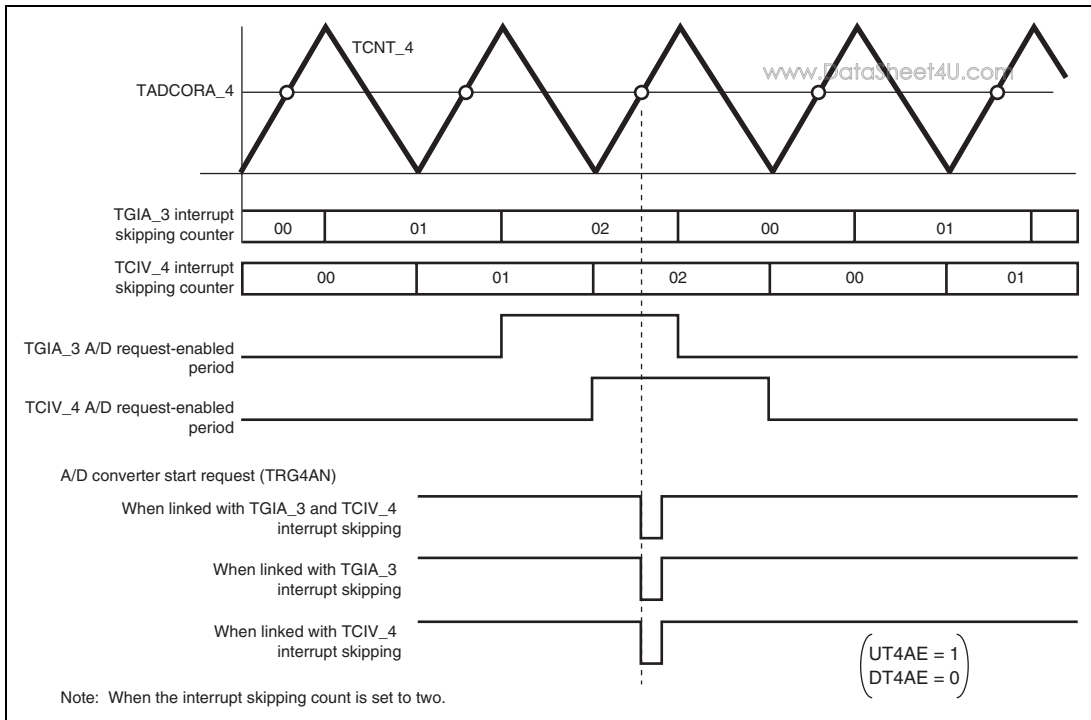 TCNT_4
www.DataSheet4U.com
TADCORA_4
TGIA_3 interrupt
skipping counter
00 01 02 00 01
TCIV_4 interrupt
skipping counter
00 01 02 00 01
TGIA_3 A/D request-enabled
period
TCIV_4 A/D request-enabled
period
A/D converter start request (TRG4AN)
When linked with TGIA_3 and TCIV_4
interrupt skipping
When linked with TGIA_3
interrupt skipping
When linked with TCIV_4
interrupt skipping
UT4AE = 1
DT4AE = 0
Note: When the interrupt skipping count is set to two.